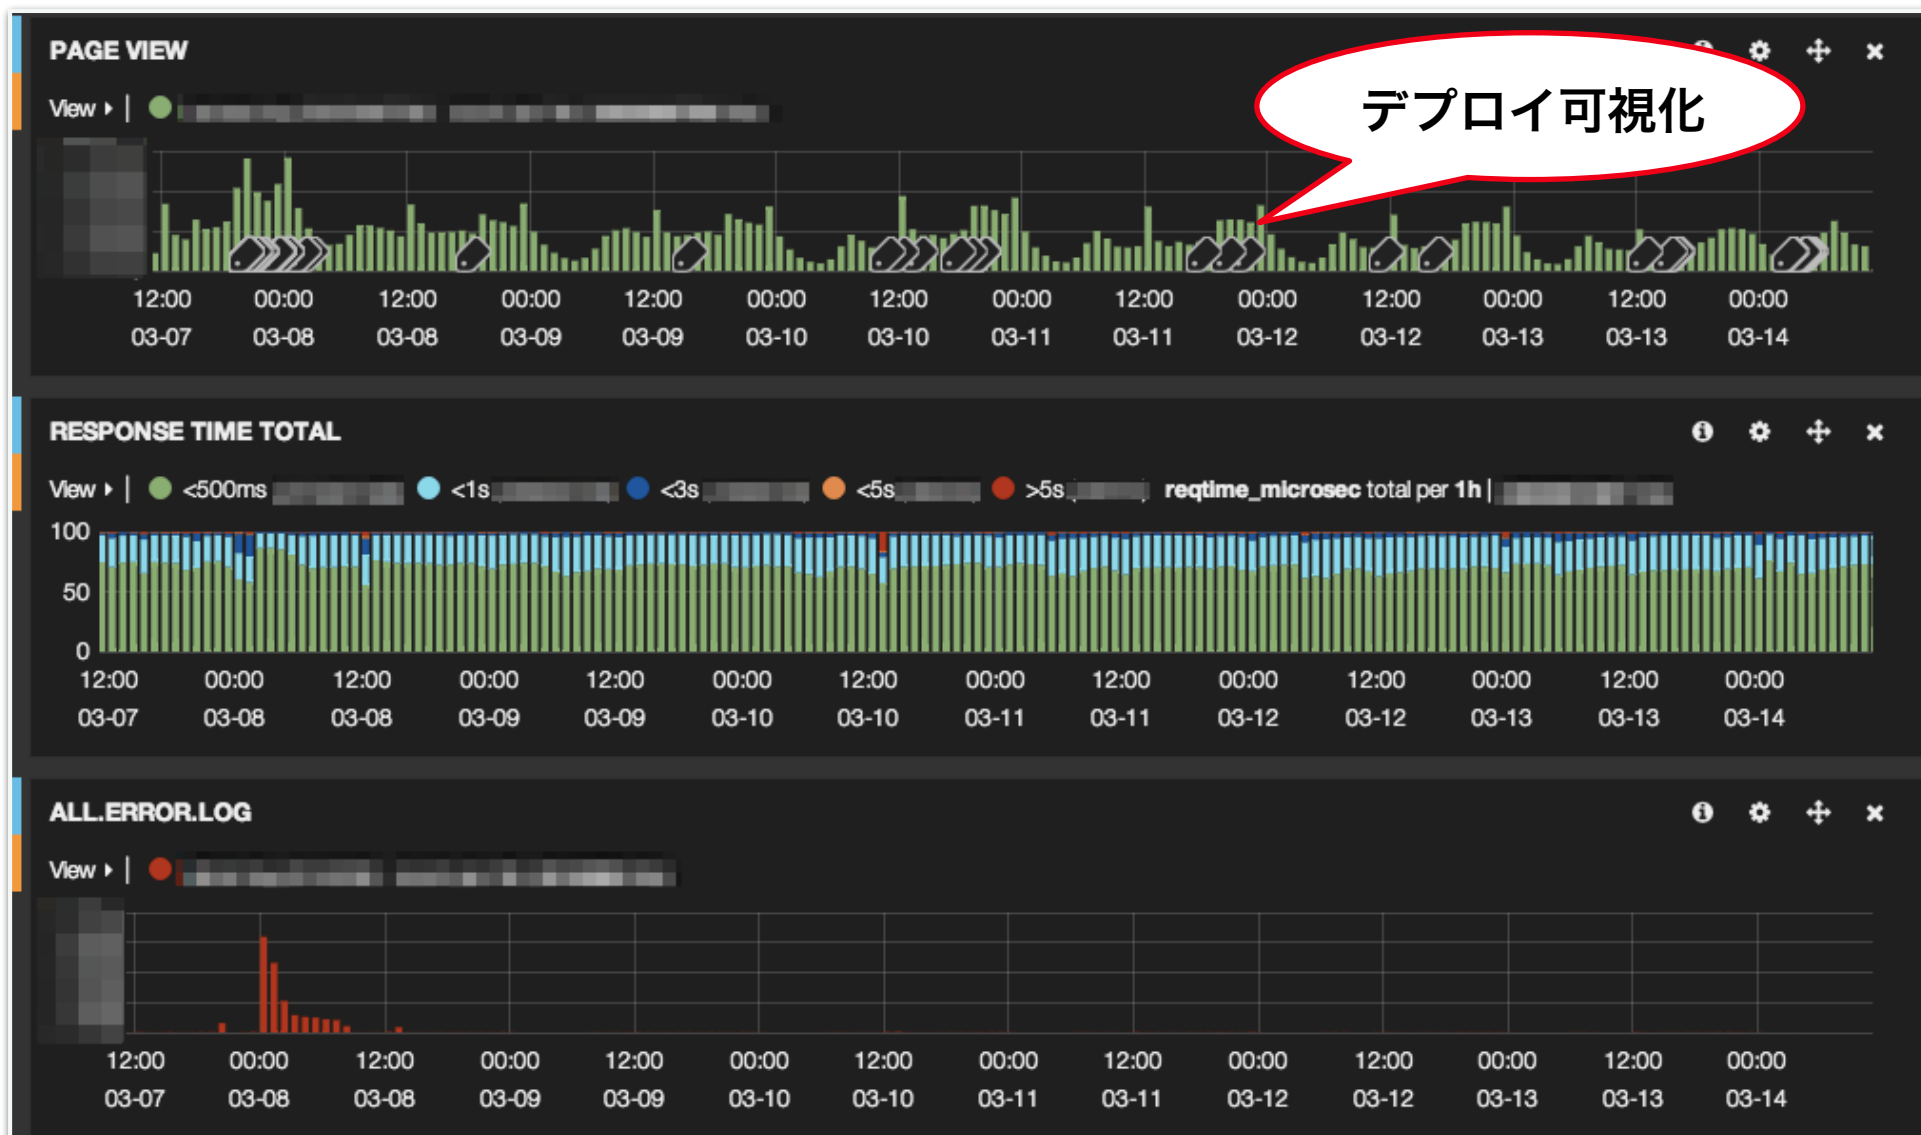 PAGE VIEW
デプロイ可視化
View
12:00 00:00 12:00 00:00 12:00 00:00 12:00 00:00 12:00 00:00 12:00 00:00 12:00 00:00
03-07 03-08 03-08 03-09 03-09 03-10 03-10 03-11 03-11 03-12 03-12 03-13 03-13 03-14
RESPONSE TIME TOTAL
View | <500ms <1s <3s <5s >5s reqtime_microsec total per 1h |
100
50
0
12:00 00:00 12:00 00:00 12:00 00:00 12:00 00:00 12:00 00:00 12:00 00:00 12:00 00:00
03-07 03-08 03-08 03-09 03-09 03-10 03-10 03-11 03-11 03-12 03-12 03-13 03-13 03-14
ALL.ERROR.LOG
View
12:00 00:00 12:00 00:00 12:00 00:00 12:00 00:00 12:00 00:00 12:00 00:00 12:00 00:00
03-07 03-08 03-08 03-09 03-09 03-10 03-10 03-11 03-11 03-12 03-12 03-13 03-13 03-14